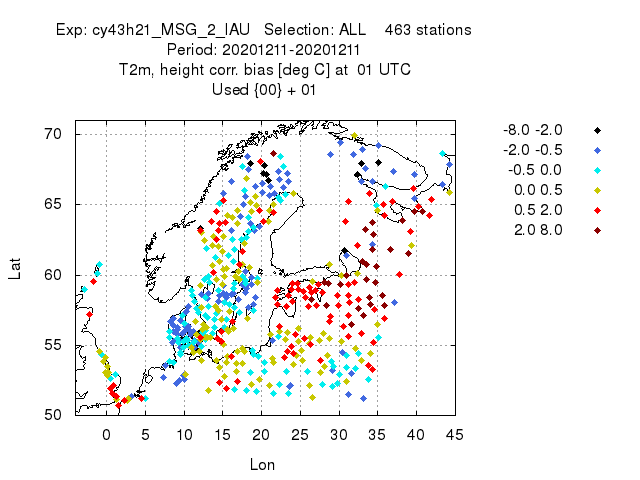 Exp: cy43h21_MSG_2_IAU Selection: ALL 463 stations
Period: 20201211-20201211
T2m, height corr. bias [deg C] at 01 UTC
Used {00} + 01
70
65
60
55
50
Lat
0 5 10 15 20 25 30 35 40 45
Lon
-8.0 -2.0
-2.0 -0.5
-0.5 0.0
0.0 0.5
0.5 2.0
2.0 8.0